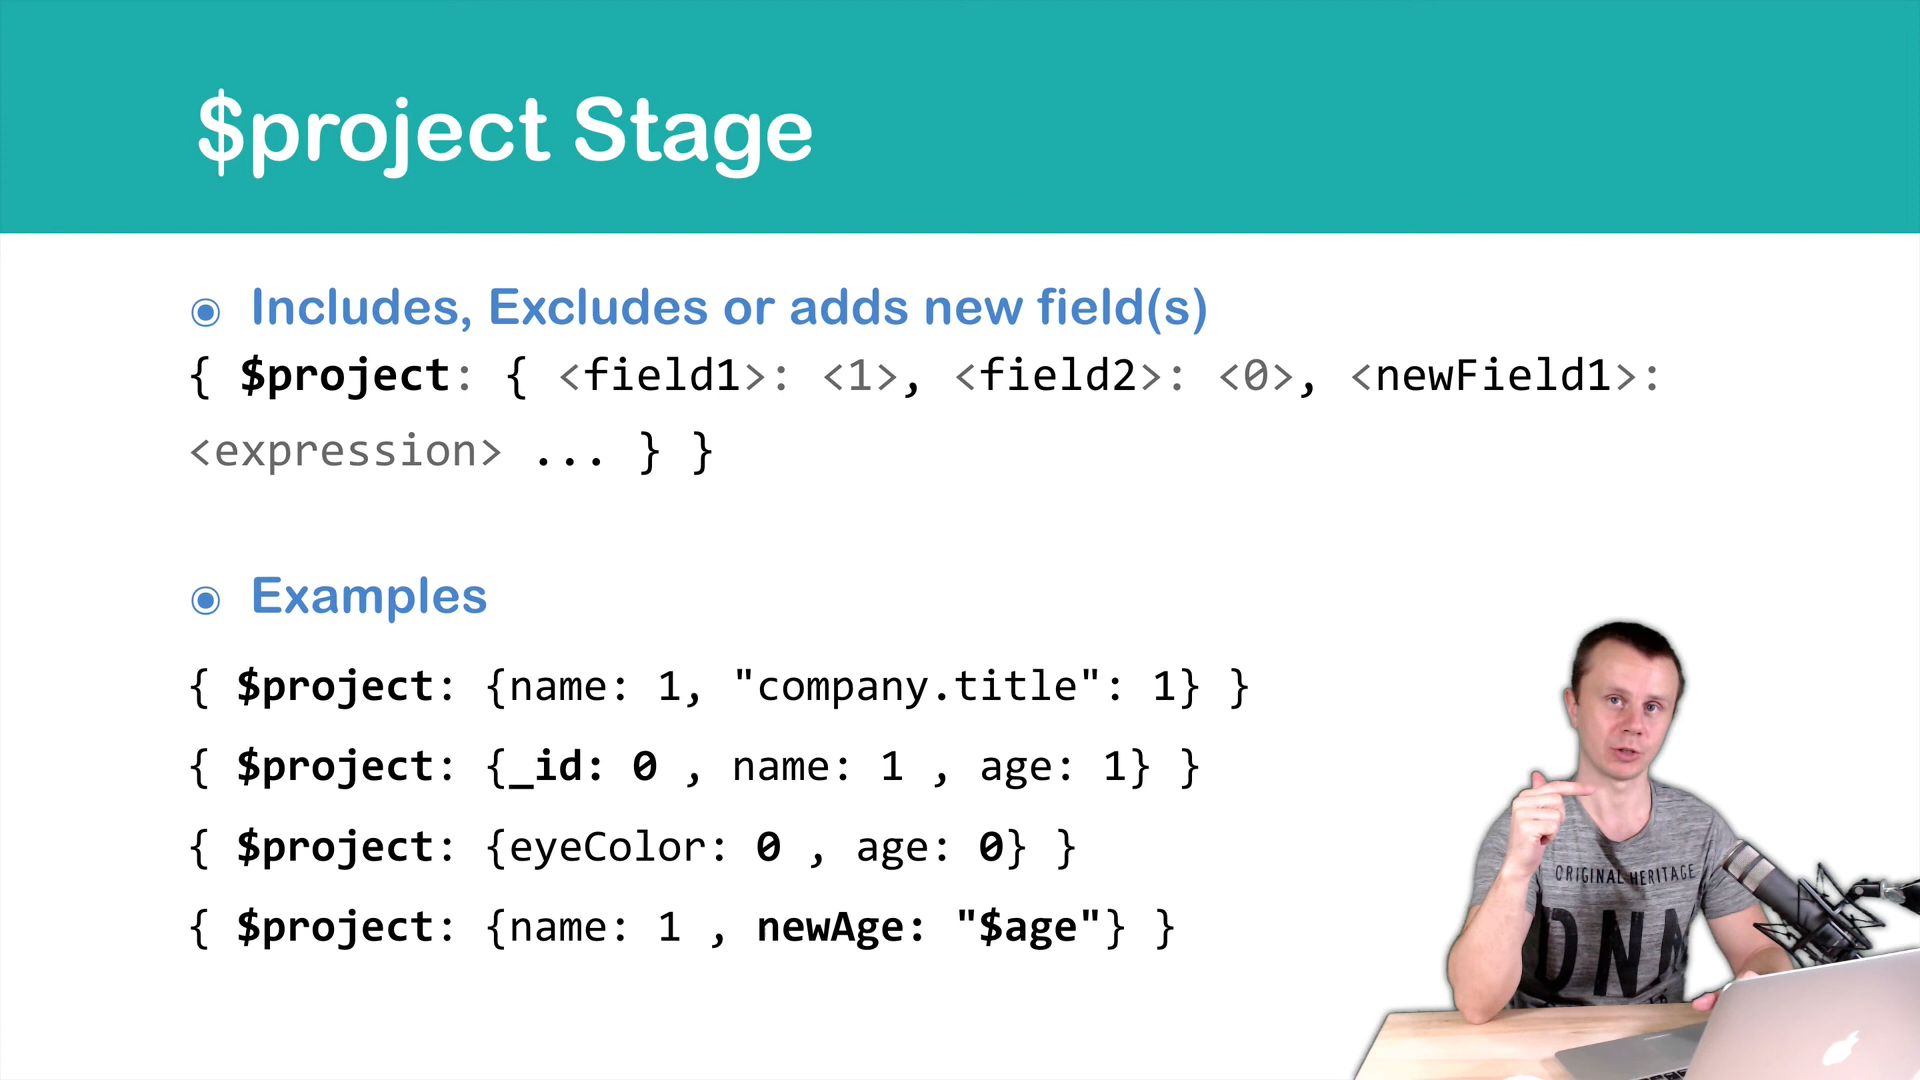 $project Stage
Includes, Excludes or adds new field(s)
{ $project: { <field1>: <1>, <field2>: <0>, <newField1>:
<expression> ... } }
Examples
{ $project: {name: 1, "company.title": 1} }
{ $project: {_id: 0 , name: 1 , age: 1} }
{ $project: {eyeColor: 0 , age: 0} }
{ $project: {name: 1 , newAge: "$age"} }
ORIGINAL HERITAGE
DNA